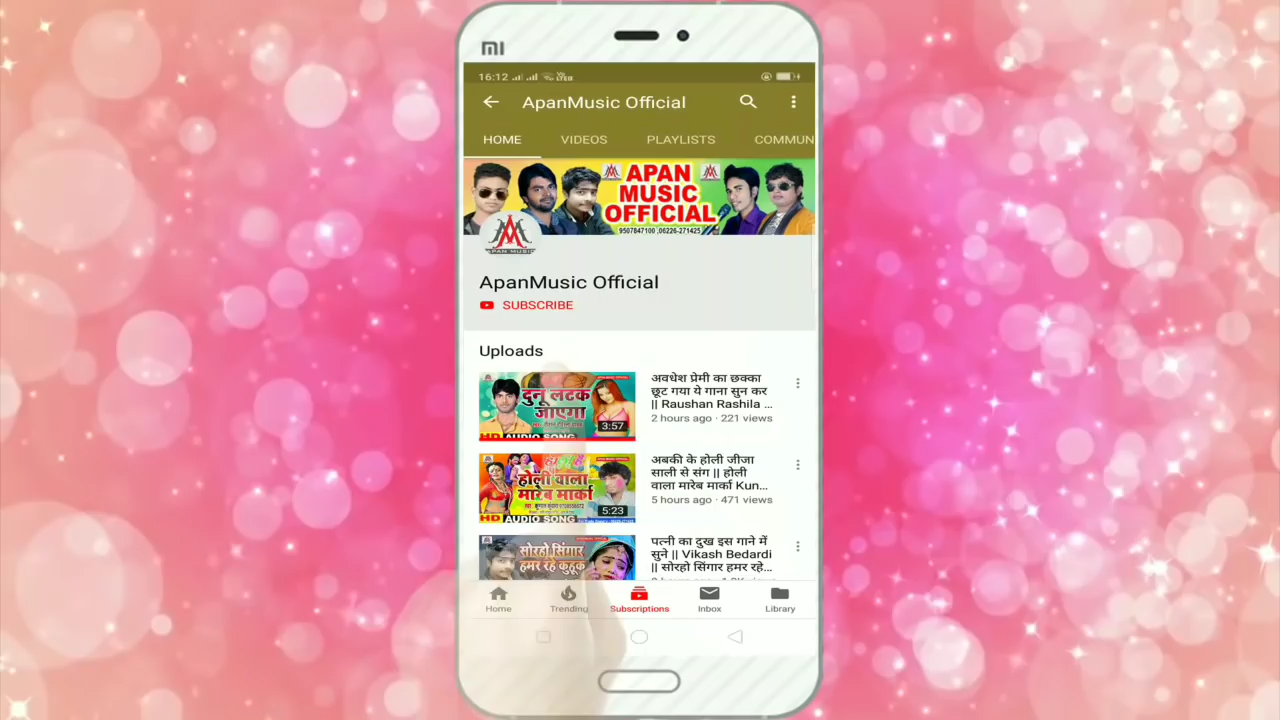 mi
16:12
ApanMusic Official
HOME VIDEOS PLAYLISTS COMMUN
APAN
MUSIC
OFFICIAL
9507847100 ,06226-271425
APAN MUSIC
ApanMusic Official
SUBSCRIBE
Uploads
दुनू लटक
जाएगा
3:57
HD AUDIO SONG
अवधेश प्रेमी का छक्का
छूट गया ये गाना सुन कर
|| Raushan Rashila ...
2 hours ago · 221 views
होली वाला
मारेब मार्का
5:23
HD AUDIO SONG
अबकी के होली जीजा
साली से संग || होली
वाला मारेब मार्का Kun...
5 hours ago · 471 views
सोरहो सिंगार
हमर रहे कुहूक
पत्नी का दुख इस गाने में
सुने || Vikash Bedardi
|| सोरहो सिंगार हमर रहे...
Home Trending Subscriptions Inbox Library